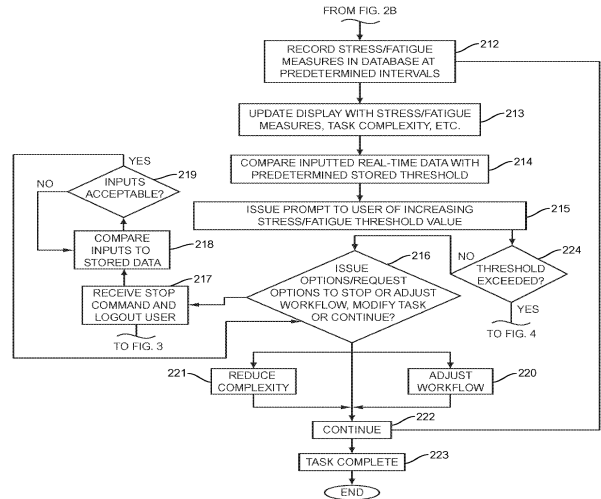 FROM FIG. 2B
RECORD STRESS/FATIGUE
MEASURES IN DATABASE AT
PREDETERMINED INTERVALS
212
UPDATE DISPLAY WITH STRESS/FATIGUE
MEASURES, TASK COMPLEXITY, ETC.
213
COMPARE INPUTTED REAL-TIME DATA WITH
PREDETERMINED STORED THRESHOLD
214
ISSUE PROMPT TO USER OF INCREASING
STRESS/FATIGUE THRESHOLD VALUE
215
YES
219
NO
INPUTS
ACCEPTABLE?
COMPARE
INPUTS TO
STORED DATA
218
217
RECEIVE STOP
COMMAND AND
LOGOUT USER
TO FIG. 3
216
ISSUE
OPTIONS/REQUEST
OPTIONS TO STOP OR ADJUST
WORKFLOW, MODIFY TASK
OR CONTINUE?
224
NO
THRESHOLD
EXCEEDED?
YES
TO FIG. 4
221
REDUCE
COMPLEXITY
ADJUST
WORKFLOW
220
CONTINUE
222
TASK COMPLETE
223
END